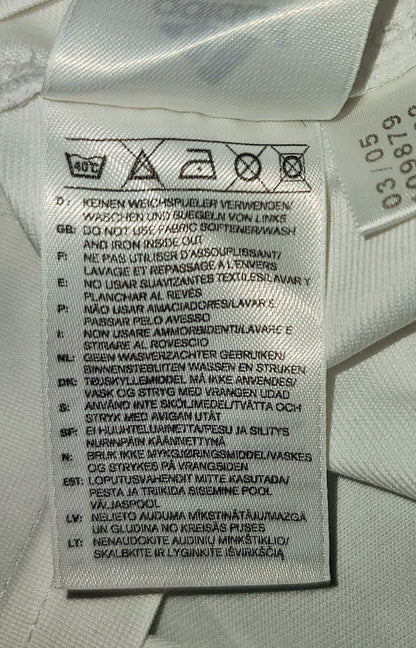 adidas
03/05
40°C
D: KEINEN WEICHSPUELER VERWENDEN/
WASCHEN UND BUEGELN VON LINKS
GB: DO NOT USE FABRIC SOFTENER/WASH
AND IRON INSIDE OUT
F: NE PAS UTILISER D'ASSOUPLISSANT/
LAVAGE ET REPASSAGE A L'ENVERS
E: NO USAR SUAVIZANTES TEXTILES/LAVAR Y
PLANCHAR AL REVÉS
P: NÃO USAR AMACIADORES/LAVAR E
PASSAR PELO AVESSO
I: NON USARE AMMORBIDENTI/LAVARE E
STIRARE AL ROVESCIO
NL: GEEN WASVERZACHTER GEBRUIKEN/
BINNENSTEBUITEN WASSEN EN STRIJKEN
DK: TØJSKYLLEMIDDEL MÅ IKKE ANVENDES/
VASK OG STRYG MED VRANGEN UDAD
S: ANVÄND INTE SKÖLJMEDEL/TVÄTTA OCH
STRYK MED AVIGAN UTÅT
SF: EI HUUHTELUAINETTA/PESU JA SILITYS
NURINPÄIN KÄÄNNETTYNÄ
N: BRUK IKKE MYKGJØRINGSMIDDEL/VASKES
OG STRYKES PÅ VRANGSIDEN
EST: LOPUTUSVAHENDIT MITTE KASUTADA/
PESTA JA TRIIKIDA SISEMINE POOL
VÄLJASPOOL
LV: NELIETO AUDUMA MĪKSTINĀTĀJU/MAZGĀ
UN GLUDINA NO KREISĀS PUSES
LT: NENAUDOKITE AUDINIŲ MINKŠTIKLIO/
SKALBKITE IR LYGINKITE IŠVIRKŠČIĄ